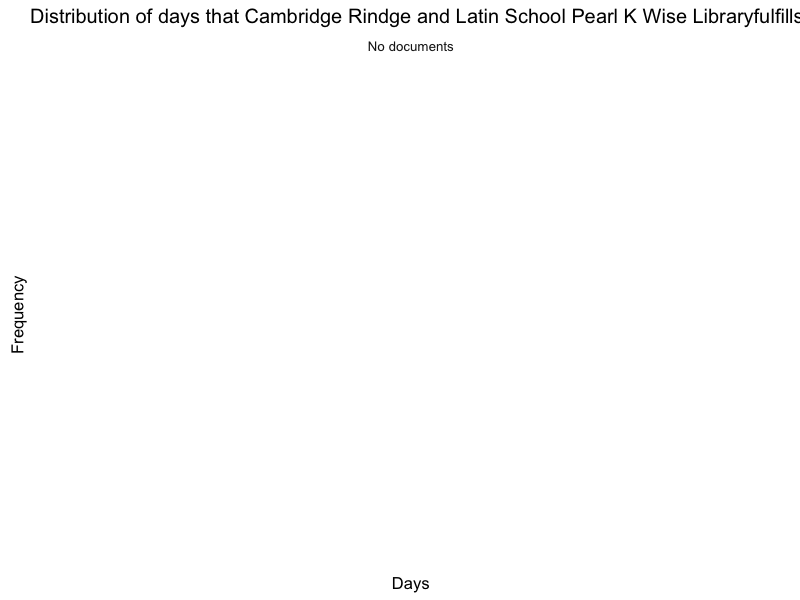 Distribution of days that Cambridge Rindge and Latin School Pearl K Wise Libraryfulfills
No documents
Frequency
Days